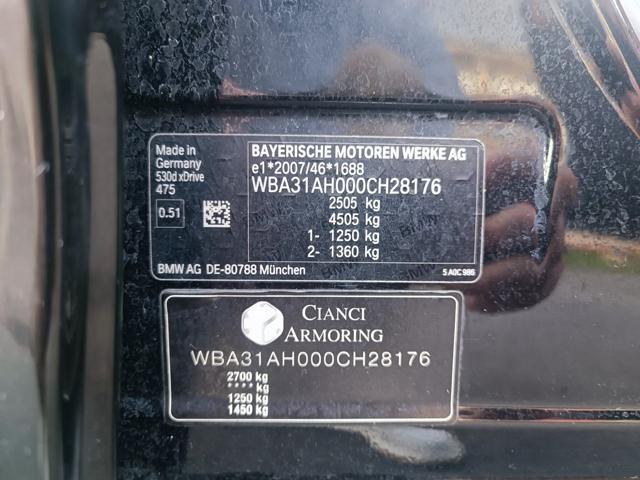 Made in
Germany
530d xDrive
475
0.51
BAYERISCHE MOTOREN WERKE AG
e1*2007/46*1688
WBA31AH000CH28176
2505 kg
4505 kg
1- 1250 kg
2- 1360 kg
BMW AG DE-80788 München
5 A0C 986
CIANCI
ARMORING
WBA31AH000CH28176
2700 kg
**** kg
1250 kg
1450 kg